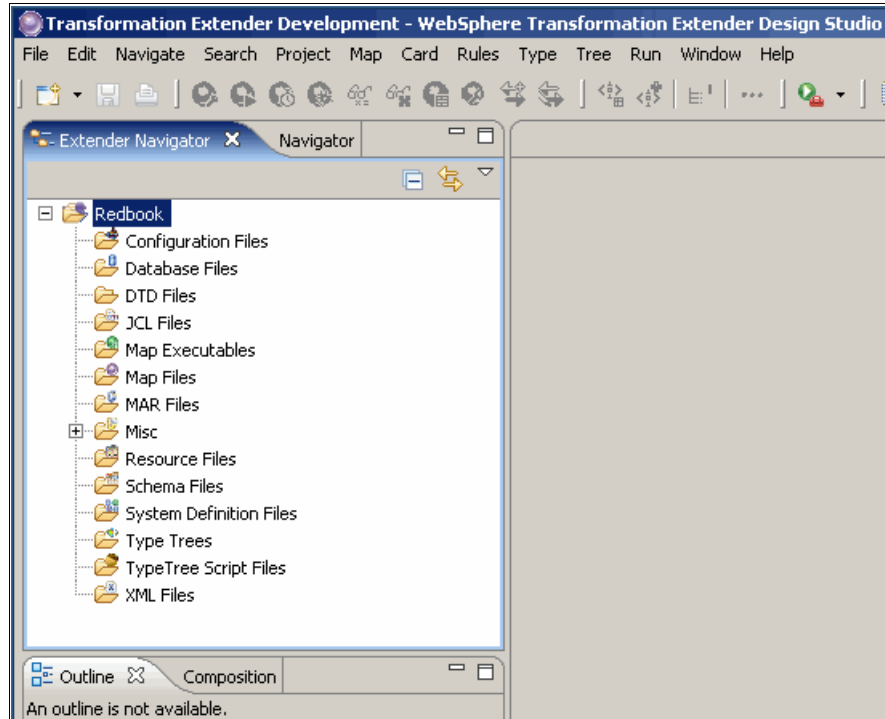 Transformation Extender Development - WebSphere Transformation Extender Design Studio
File Edit Navigate Search Project Map Card Rules Type Tree Run Window Help
Extender Navigator Navigator
Redbook
Configuration Files
Database Files
DTD Files
JCL Files
Map Executables
Map Files
MAR Files
Misc
Resource Files
Schema Files
System Definition Files
Type Trees
TypeTree Script Files
XML Files
Outline Composition
An outline is not available.